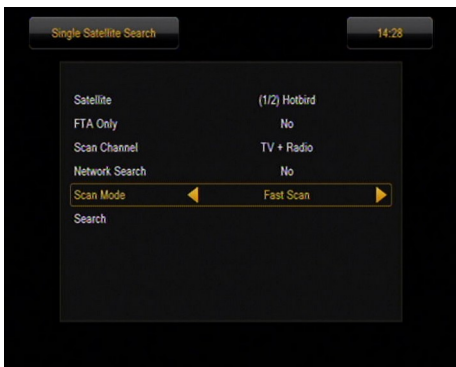 Single Satellite Search 14:28
Satellite (1/2) Hotbird
FTA Only No
Scan Channel TV + Radio
Network Search No
Scan Mode Fast Scan
Search